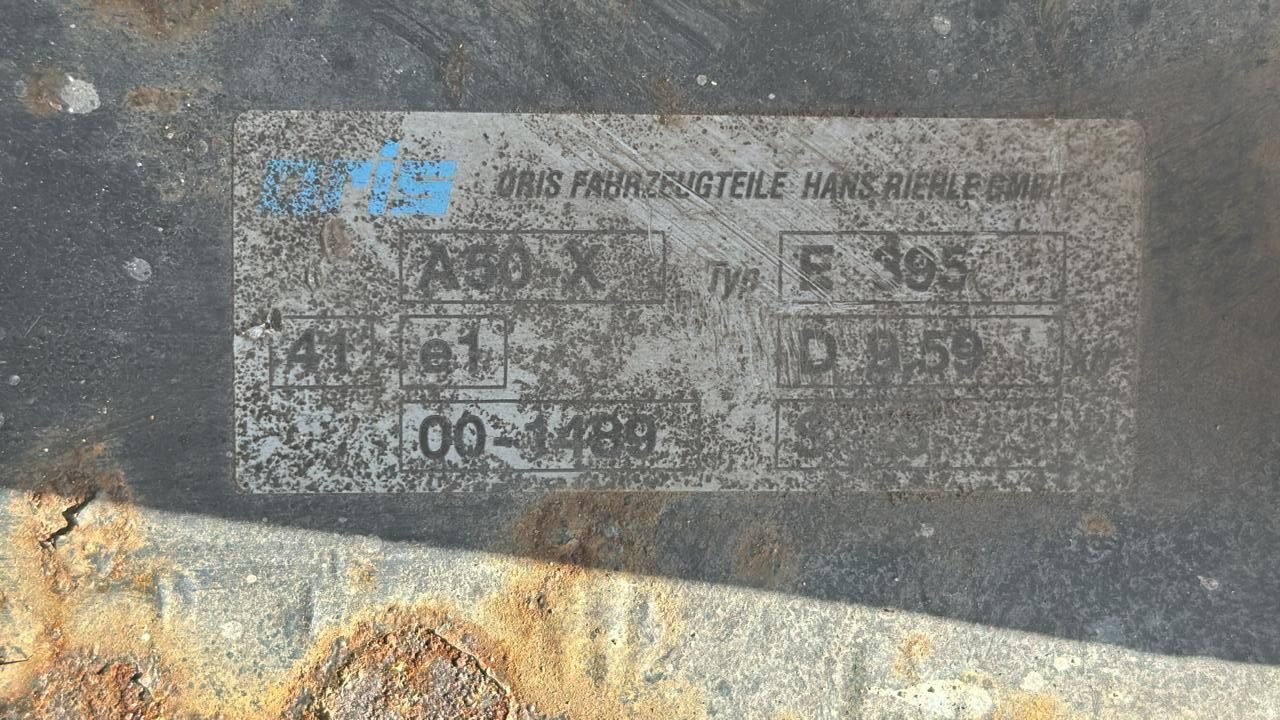 oris ORIS FAHRZEUGTEILE HANS RIEHLE GMBH
A50-X Typ E 395
41 e1 D 9,59
00-1489 S